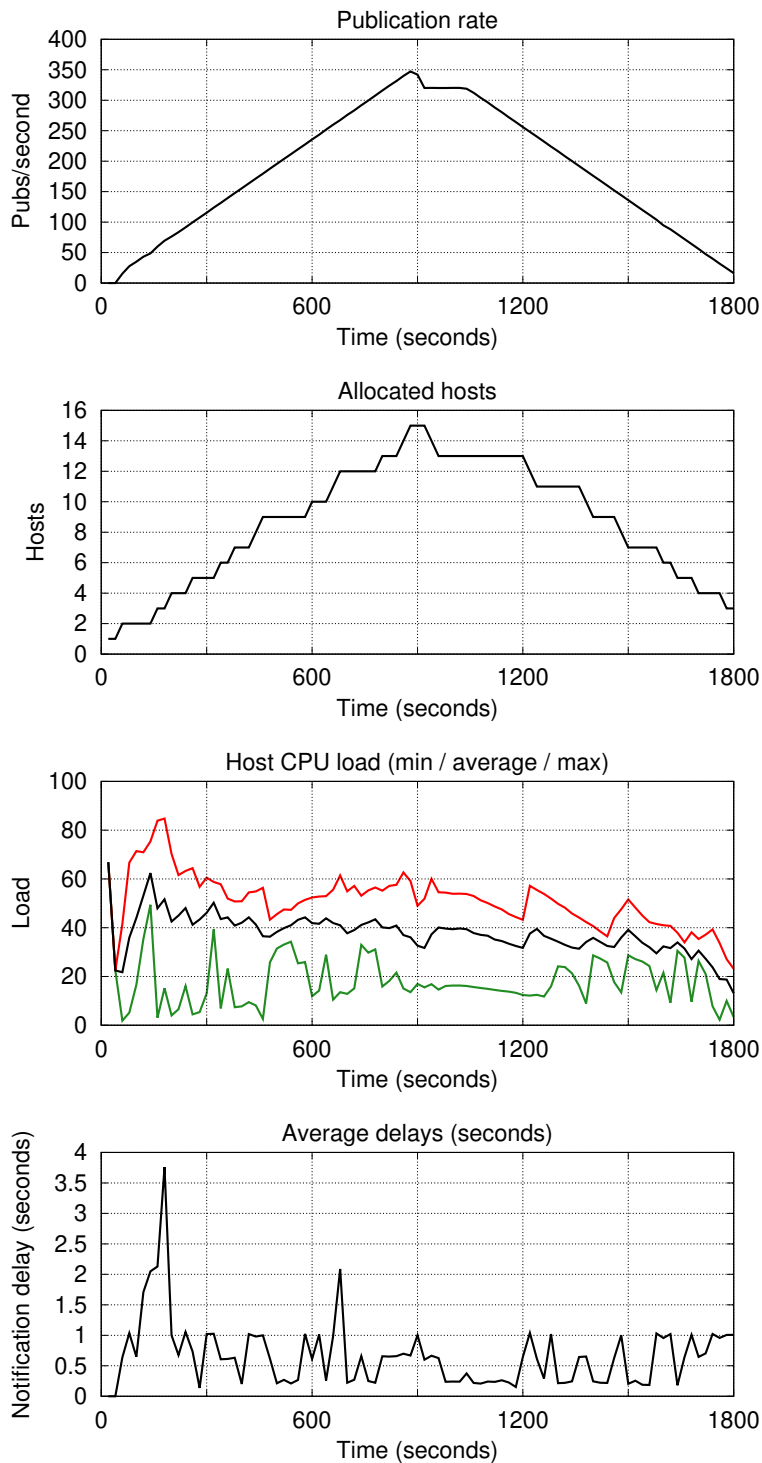 Publication rate
400
350
300
250
200
150
100
50
0
Pubs/second
0 600 1200 1800
Time (seconds)
Allocated hosts
16
14
12
10
8
6
4
2
0
Hosts
0 600 1200 1800
Time (seconds)
Host CPU load (min / average / max)
100
80
60
40
20
0
Load
0 600 1200 1800
Time (seconds)
Average delays (seconds)
4
3.5
3
2.5
2
1.5
1
0.5
0
Notification delay (seconds)
0 600 1200 1800
Time (seconds)